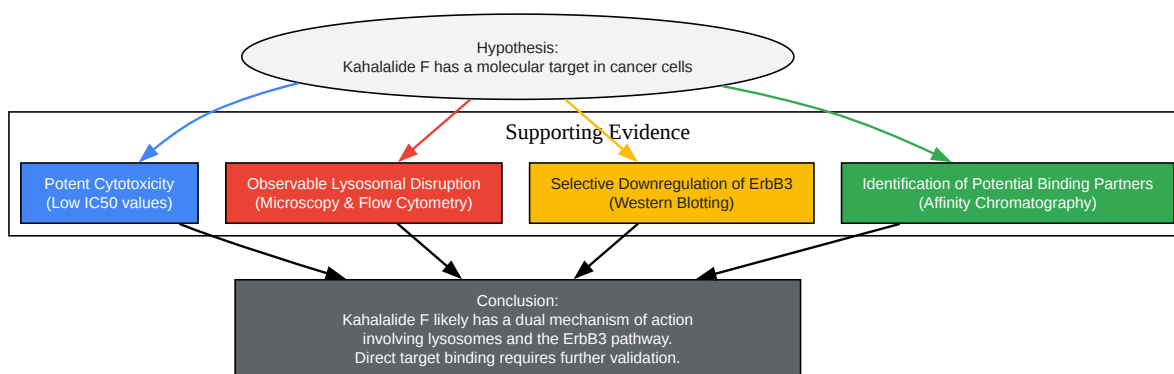 Hypothesis:
Kahalalide F has a molecular target in cancer cells
Supporting Evidence
Potent Cytotoxicity
(Low IC50 values)
Observable Lysosomal Disruption
(Microscopy & Flow Cytometry)
Selective Downregulation of ErbB3
(Western Blotting)
Identification of Potential Binding Partners
(Affinity Chromatography)
Conclusion:
Kahalalide F likely has a dual mechanism of action
involving lysosomes and the ErbB3 pathway.
Direct target binding requires further validation.